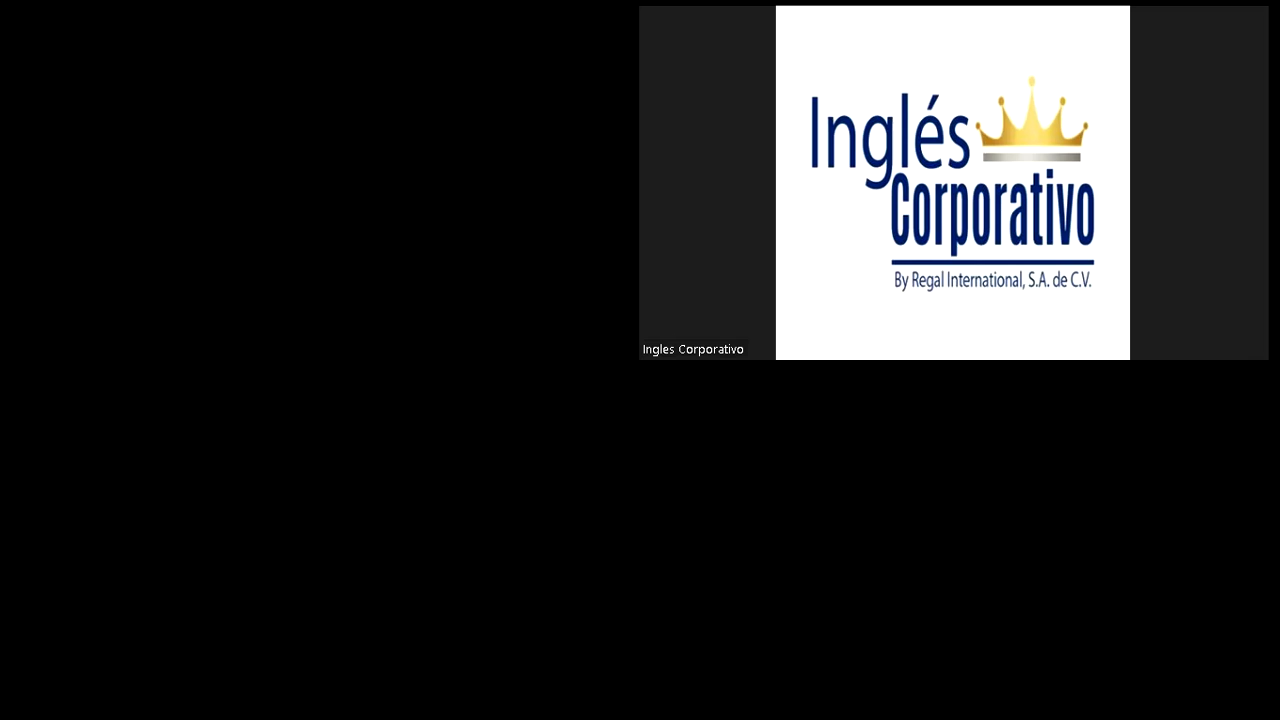 Inglés
Corporativo
By Regal International, S.A. de C.V.
Ingles Corporativo